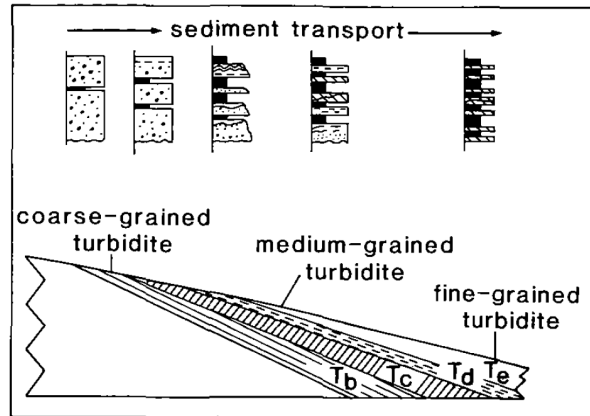 sediment transport
coarse-grained
turbidite
medium-grained
turbidite
fine-grained
turbidite
Tb
Tc
Td
Te